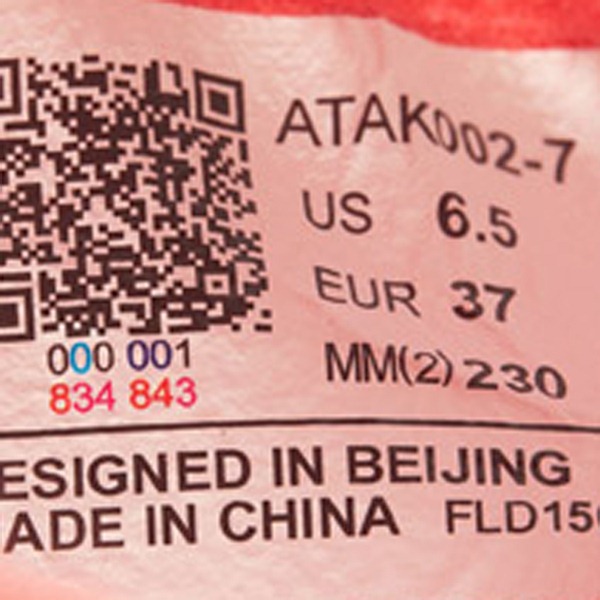 ATAK002-7
US 6.5
EUR 37
MM(2) 230
000 001
834 843
ESIGNED IN BEIJING
ADE IN CHINA FLD15